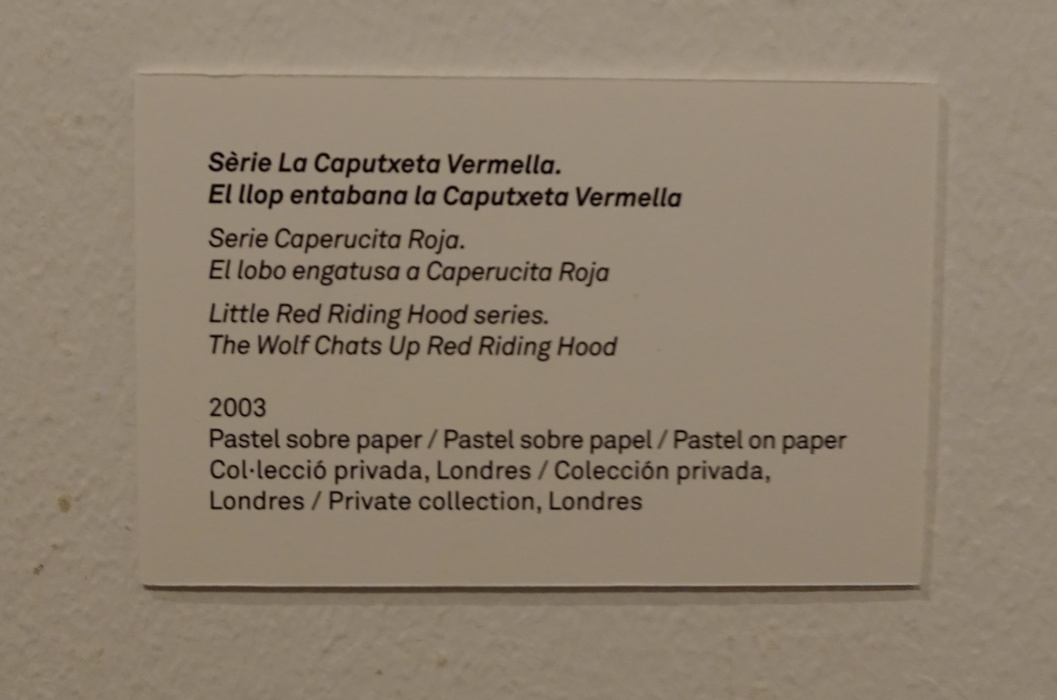 Sèrie La Caputxeta Vermella.
El llop entabana la Caputxeta Vermella
Serie Caperucita Roja.
El lobo engatusa a Caperucita Roja
Little Red Riding Hood series.
The Wolf Chats Up Red Riding Hood
2003
Pastel sobre paper / Pastel sobre papel / Pastel on paper
Col·lecció privada, Londres / Colección privada,
Londres / Private collection, Londres